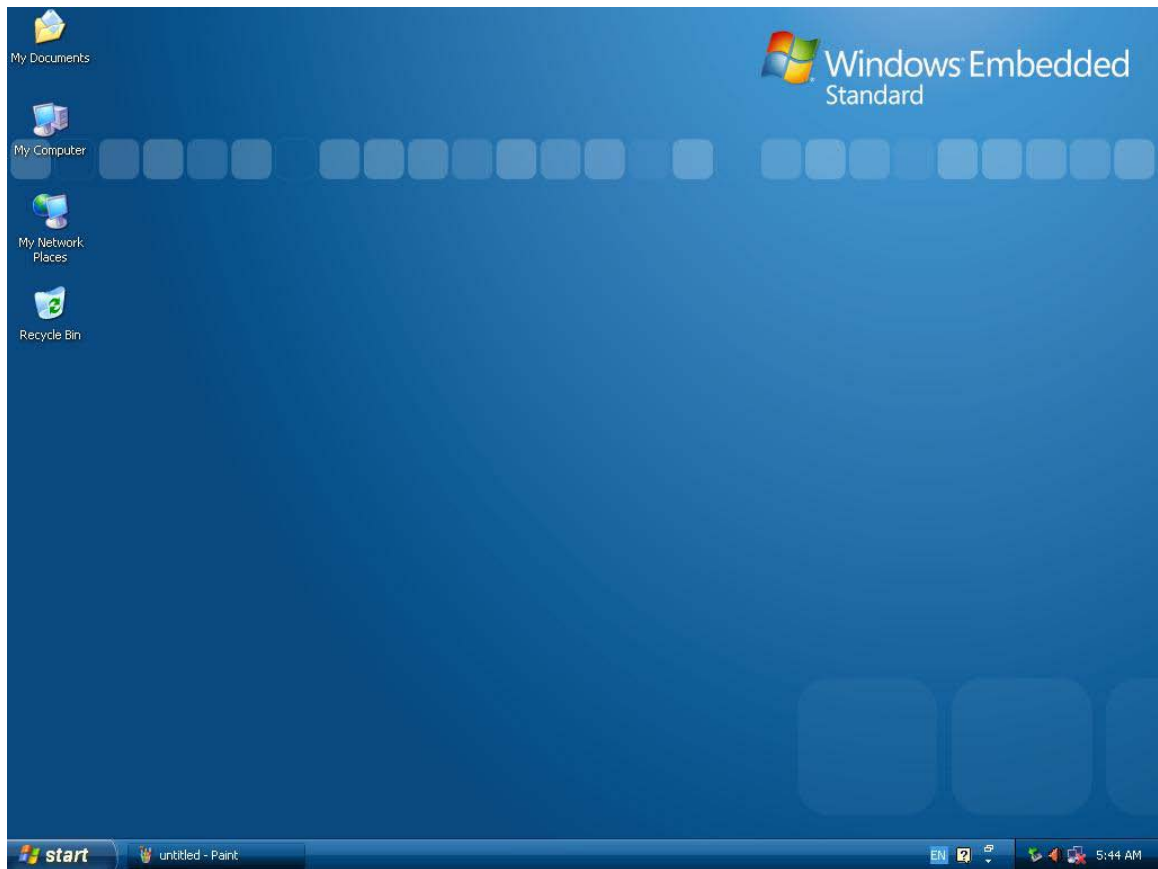 My Documents
Windows Embedded
Standard
My Computer
My Network
Places
Recycle Bin
start
untitled - Paint
EN
5:44 AM